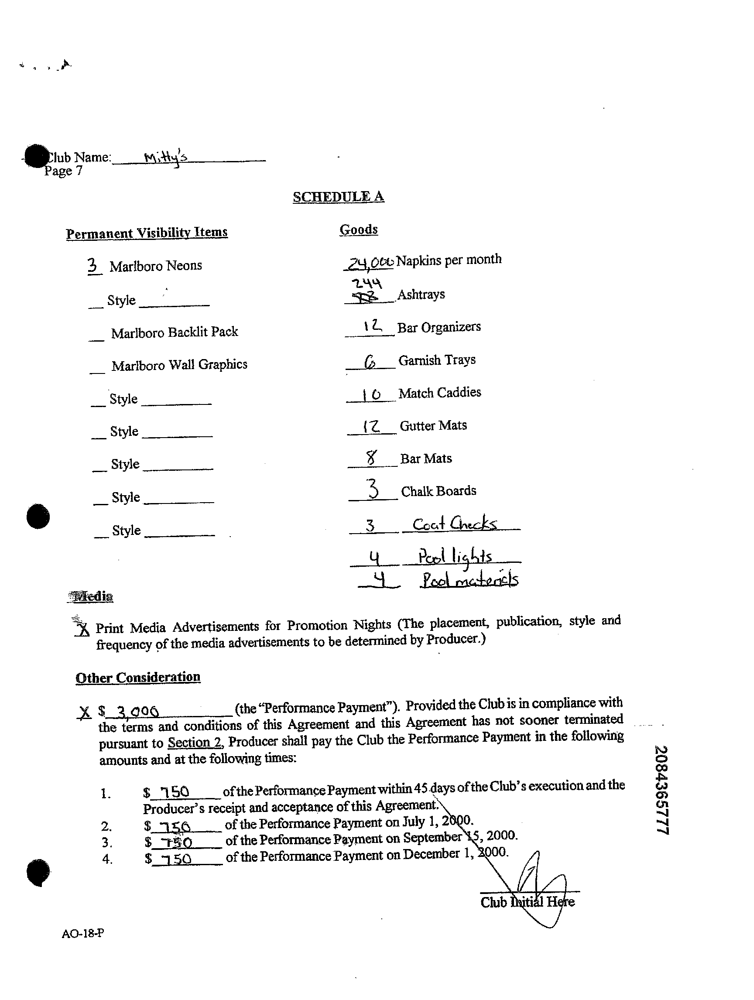 Club Name: Mitty's
Page 7
SCHEDULE A
Permanent Visibility Items
3 Marlboro Neons
__ Style ________
__ Marlboro Backlit Pack
__ Marlboro Wall Graphics
__ Style ________
__ Style ________
__ Style ________
__ Style ________
__ Style ________
Goods
24,000 Napkins per month
244
Ashtrays
12 Bar Organizers
6 Garnish Trays
10 Match Caddies
12 Gutter Mats
8 Bar Mats
3 Chalk Boards
3 Coat Checks
4 Pool lights
4 Pool materials
Media
X Print Media Advertisements for Promotion Nights (The placement, publication, style and
frequency of the media advertisements to be determined by Producer.)
Other Consideration
X $ 3,000 (the "Performance Payment"). Provided the Club is in compliance with
the terms and conditions of this Agreement and this Agreement has not sooner terminated
pursuant to Section 2, Producer shall pay the Club the Performance Payment in the following
amounts and at the following times:
1. $ 750 of the Performance Payment within 45 days of the Club's execution and the
Producer's receipt and acceptance of this Agreement.
2. $ 750 of the Performance Payment on July 1, 2000.
3. $ 750 of the Performance Payment on September 15, 2000.
4. $ 750 of the Performance Payment on December 1, 2000.
Club Initial Here
AO-18-P
2084365777